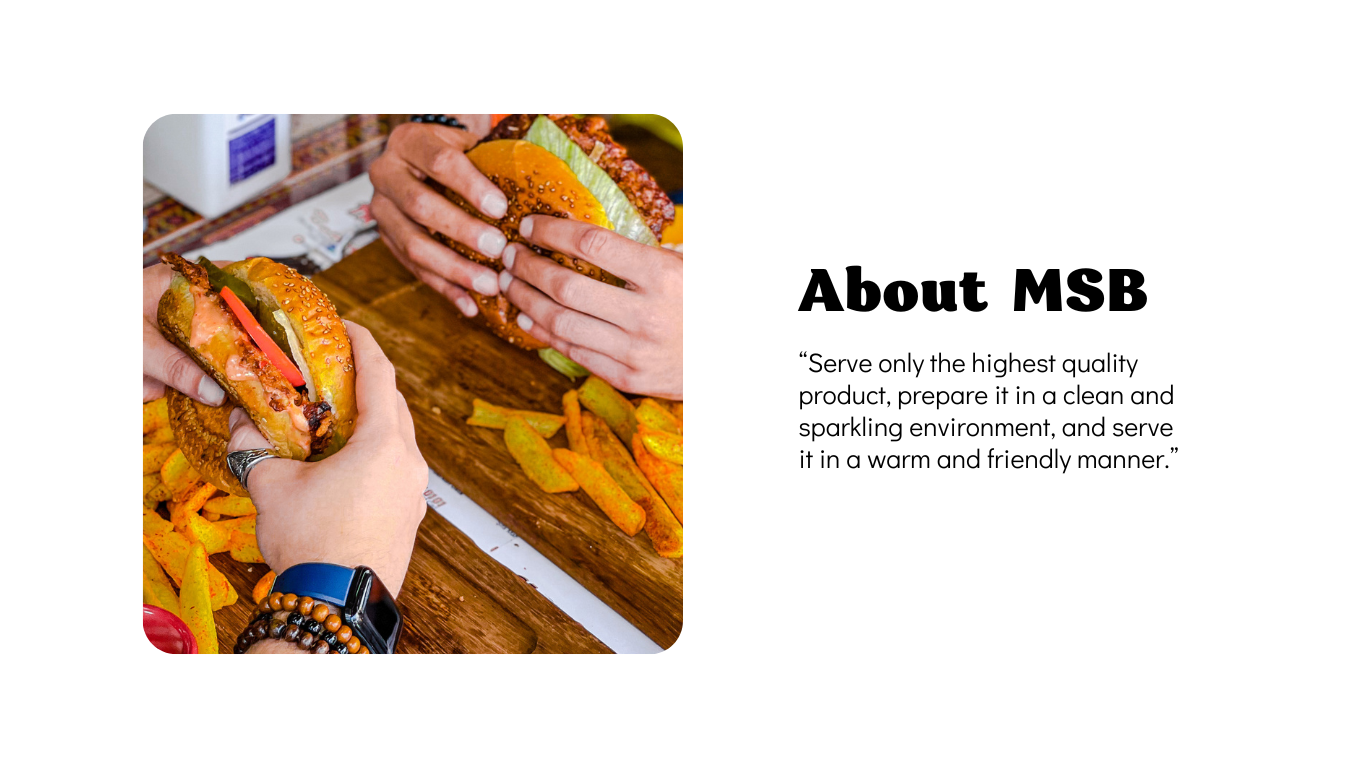 About MSB
“Serve only the highest quality
product, prepare it in a clean and
sparkling environment, and serve
it in a warm and friendly manner.”